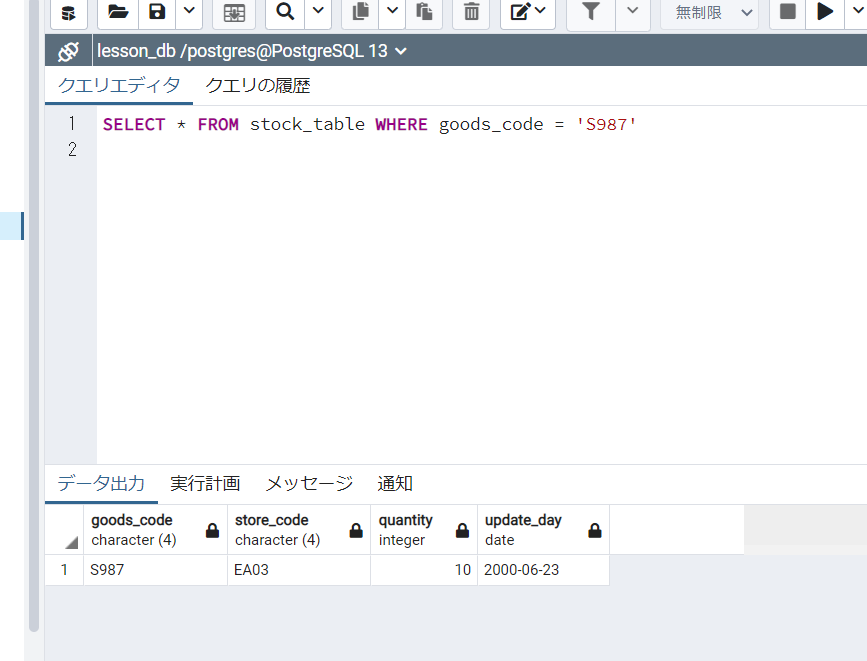 無制限
lesson_db /postgres@PostgreSQL 13
クエリエディタ クエリの履歴
1 SELECT * FROM stock_table WHERE goods_code = 'S987'
2
データ出力 実行計画 メッセージ 通知
goods_code store_code quantity update_day
character (4) character (4) integer date
1 S987 EA03 10 2000-06-23